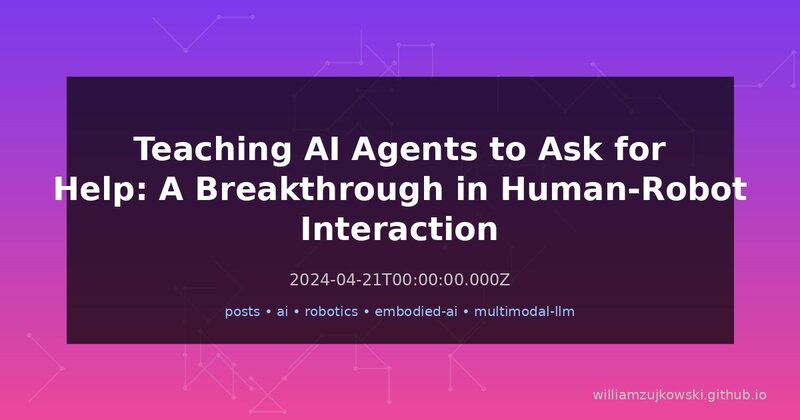 Teaching AI Agents to Ask for
Help: A Breakthrough in Human-Robot
Interaction
2024-04-21T00:00:00.000Z
posts • ai • robotics • embodied-ai • multimodal-llm
williamzujkowski.github.io